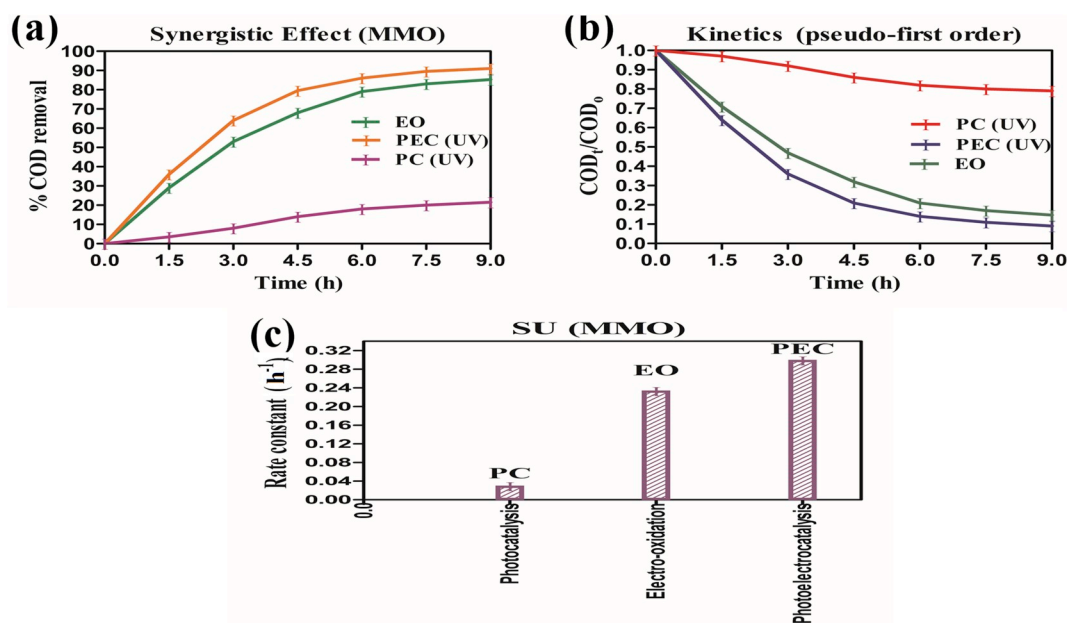 (a)
Synergistic Effect (MMO)
% COD removal
100
90
80
70
60
50
40
30
20
10
0
EO
PEC (UV)
PC (UV)
0.0 1.5 3.0 4.5 6.0 7.5 9.0
Time (h)
(b)
Kinetics (pseudo-first order)
CODt/COD0
1.0
0.9
0.8
0.7
0.6
0.5
0.4
0.3
0.2
0.1
0.0
PC (UV)
PEC (UV)
EO
0.0 1.5 3.0 4.5 6.0 7.5 9.0
Time (h)
(c)
SU (MMO)
Rate constant (h-1)
0.32
0.28
0.24
0.20
0.16
0.12
0.08
0.04
0.00
PC
EO
PEC
0.0
Photocatalysis
Electro-oxidation
Photoelectrocatalysis